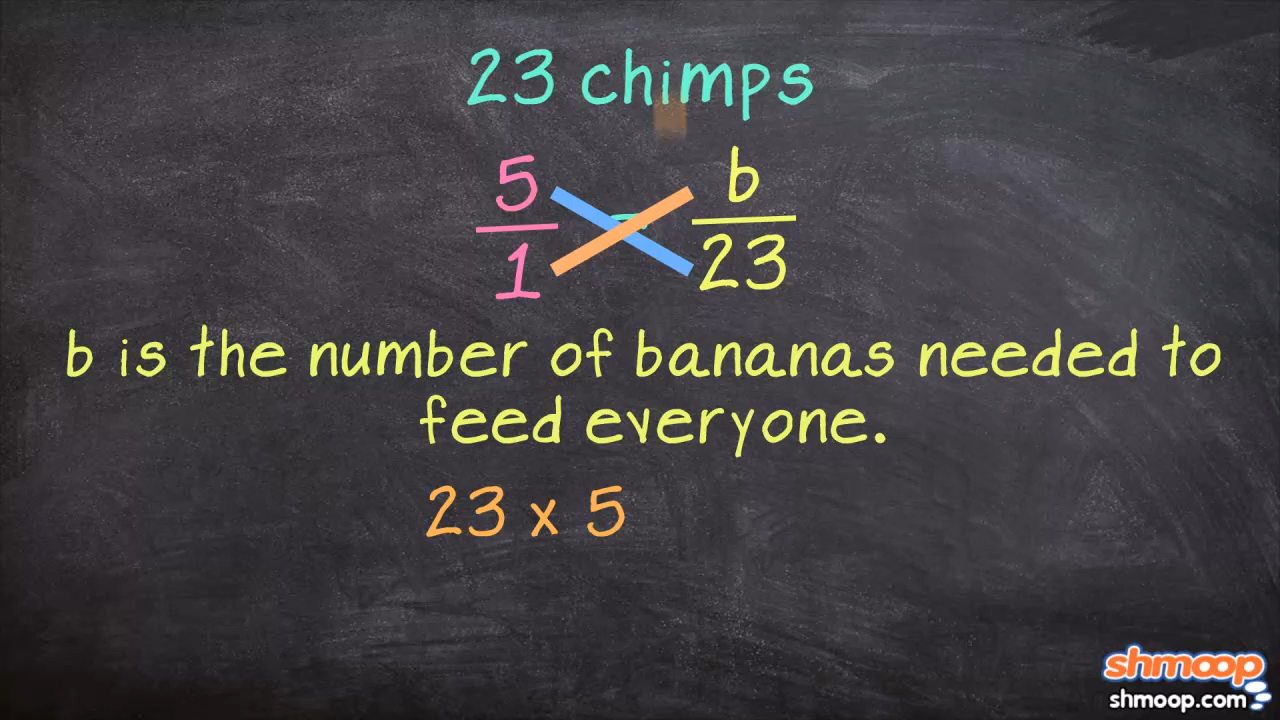 23 chimps
5 b
1 23
b is the number of bananas needed to
feed everyone.
23 x 5
shmoop
shmoop.com